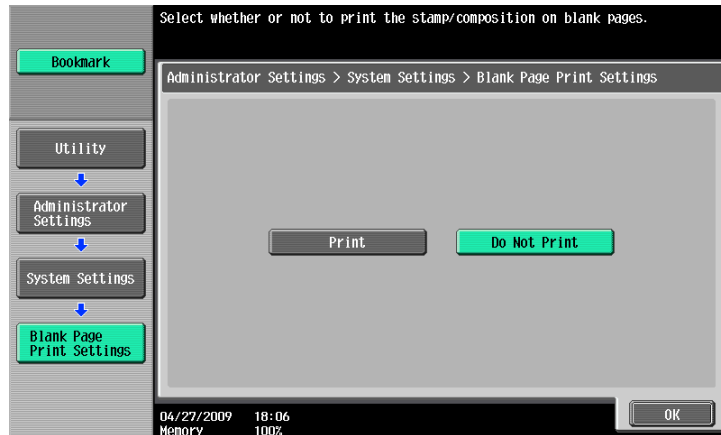 Select whether or not to print the stamp/composition on blank pages.
Bookmark
Administrator Settings > System Settings > Blank Page Print Settings
Utility
Administrator
Settings
System Settings
Blank Page
Print Settings
Print
Do Not Print
04/27/2009 18:06
Memory 100%
OK